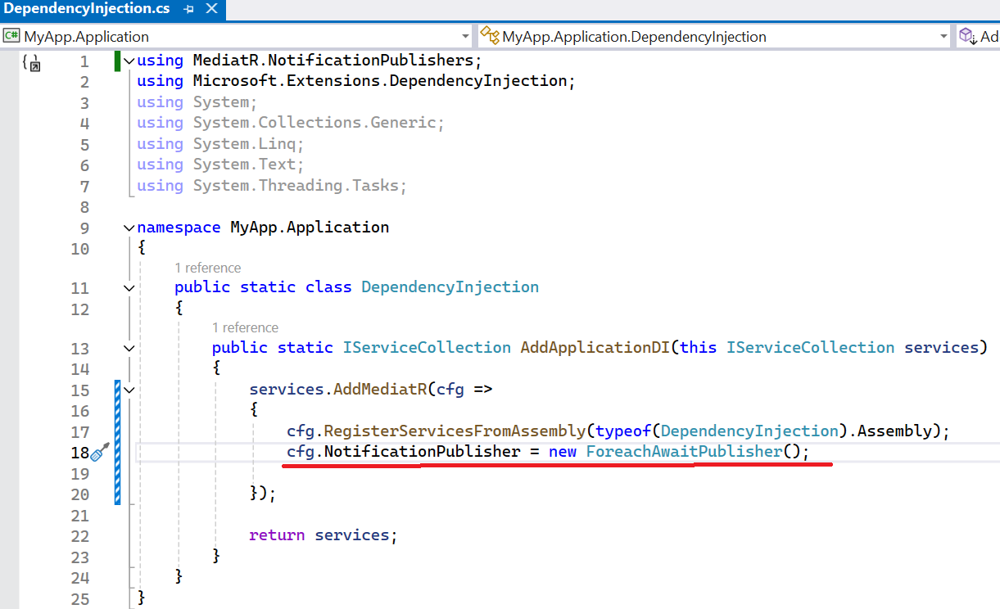 DependencyInjection.cs
C# MyApp.Application MyApp.Application.DependencyInjection Ad
1 using MediatR.NotificationPublishers;
2 using Microsoft.Extensions.DependencyInjection;
3 using System;
4 using System.Collections.Generic;
5 using System.Linq;
6 using System.Text;
7 using System.Threading.Tasks;
8
9 namespace MyApp.Application
10 {
1 reference
11 public static class DependencyInjection
12 {
1 reference
13 public static IServiceCollection AddApplicationDI(this IServiceCollection services)
14 {
15 services.AddMediatR(cfg =>
16 {
17 cfg.RegisterServicesFromAssembly(typeof(DependencyInjection).Assembly);
18 cfg.NotificationPublisher = new ForeachAwaitPublisher();
19
20 });
21
22 return services;
23 }
24 }
25 }